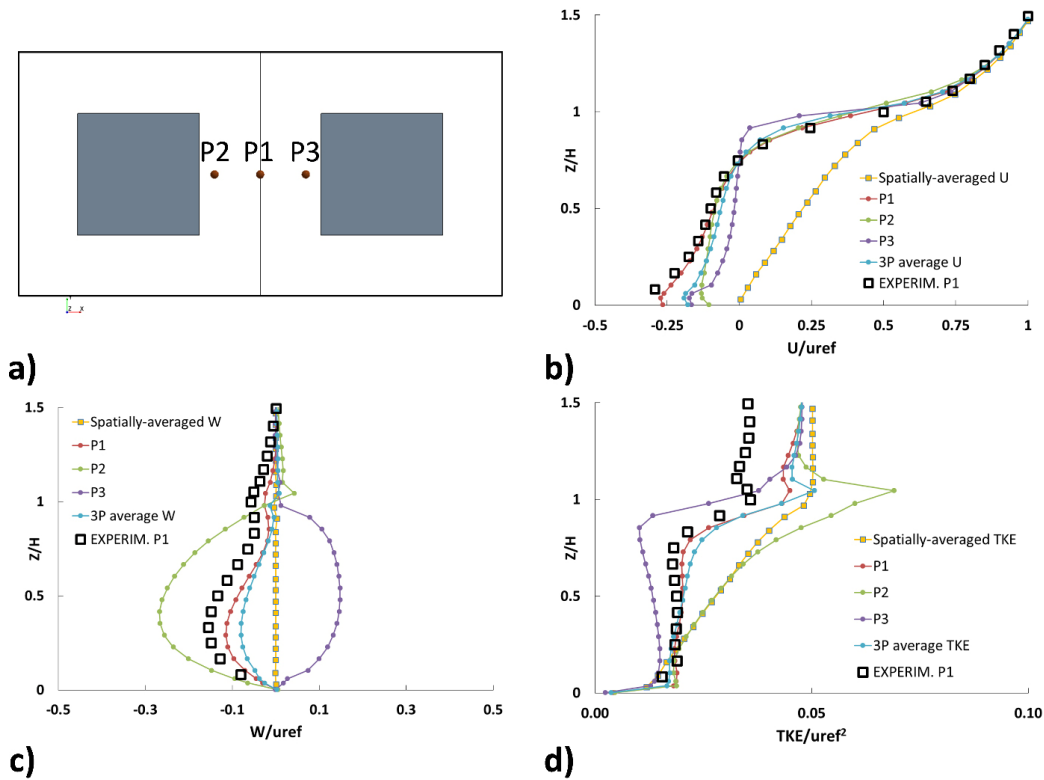 P2 P1 P3
z x
a)
1.5
1
0.5
0
Z/H
-0.5 -0.25 0 0.25 0.5 0.75 1
U/uref
Spatially-averaged U
P1
P2
P3
3P average U
EXPERIM. P1
b)
1.5
1
0.5
0
Z/H
-0.5 -0.3 -0.1 0.1 0.3 0.5
W/uref
Spatially-averaged W
P1
P2
P3
3P average W
EXPERIM. P1
c)
1.5
1
0.5
0
Z/H
0.00 0.05 0.10
TKE/uref²
Spatially-averaged TKE
P1
P2
P3
3P average TKE
EXPERIM. P1
d)